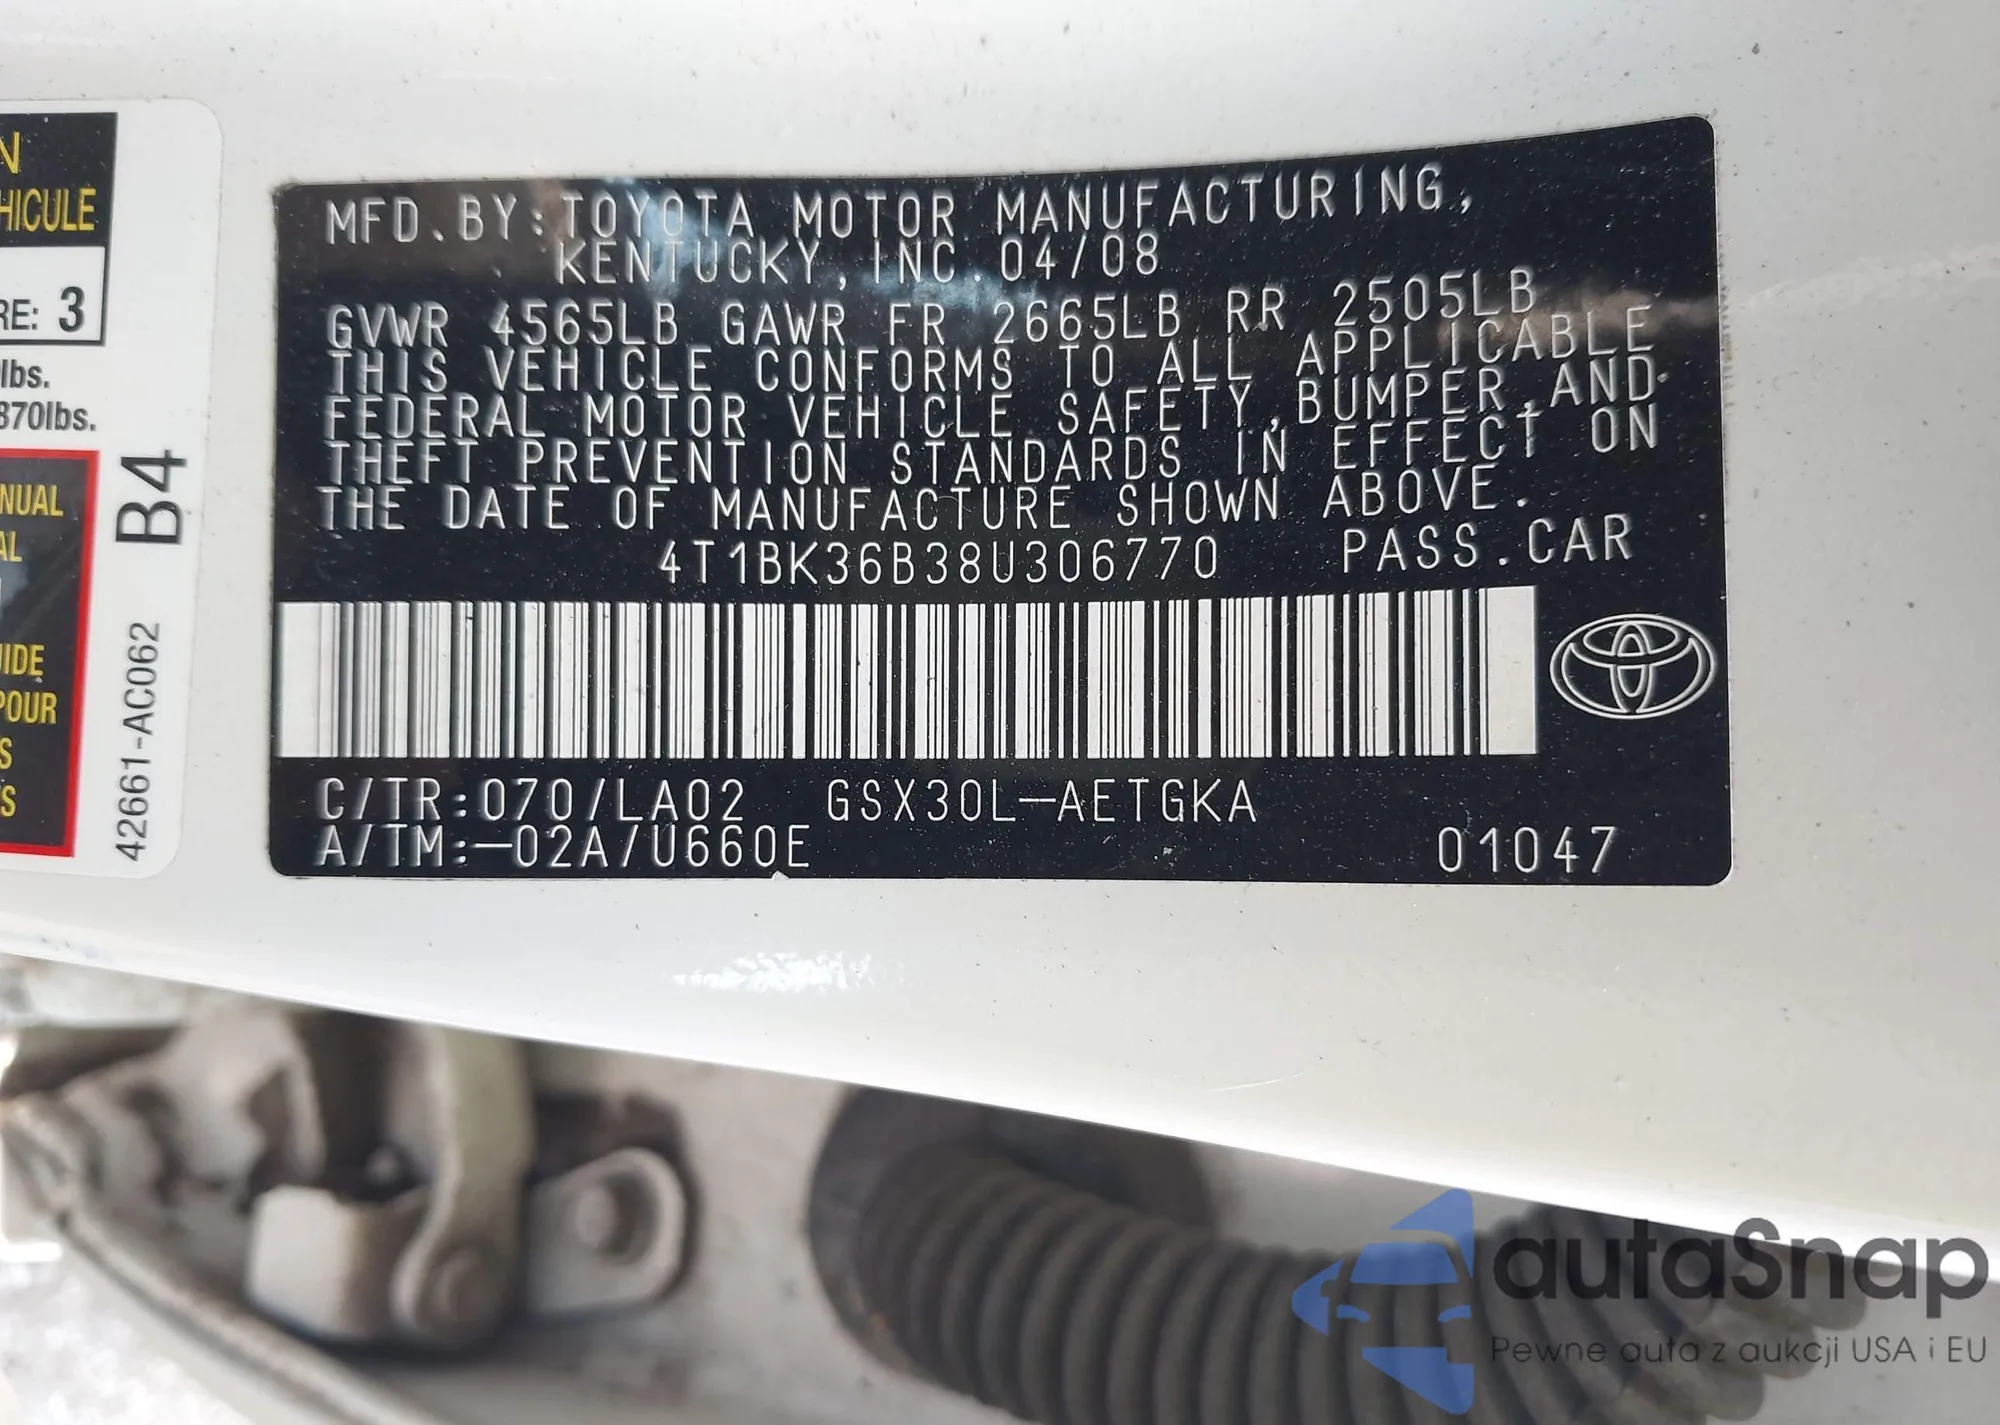 N
HICULE
RE: 3
lbs.
870lbs.
NUAL
AL
IDE
POUR
S
S
B4
42661-AC062
MFD.BY:TOYOTA MOTOR MANUFACTURING,
KENTUCKY,INC.04/08
GVWR 4565LB GAWR FR 2665LB RR 2505LB
THIS VEHICLE CONFORMS TO ALL APPLICABLE
FEDERAL MOTOR VEHICLE SAFETY,BUMPER,AND
THEFT PREVENTION STANDARDS IN EFFECT ON
THE DATE OF MANUFACTURE SHOWN ABOVE.
4T1BK36B38U306770 PASS.CAR
C/TR:070/LA02 GSX30L-AETGKA
A/TM:-02A/U660E 01047
autaSnap
Pewne auta z aukcji USA i EU